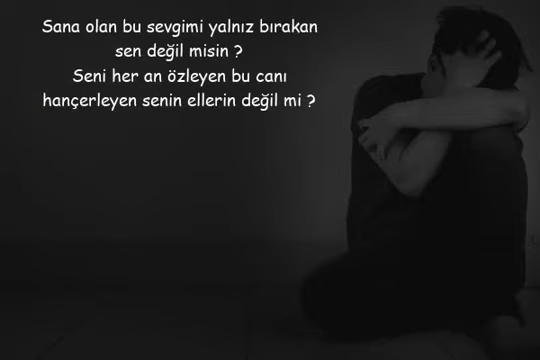 Sana olan bu sevgimi yalnız bırakan
sen değil misin ?
Seni her an özleyen bu canı
hançerleyen senin ellerin değil mi ?